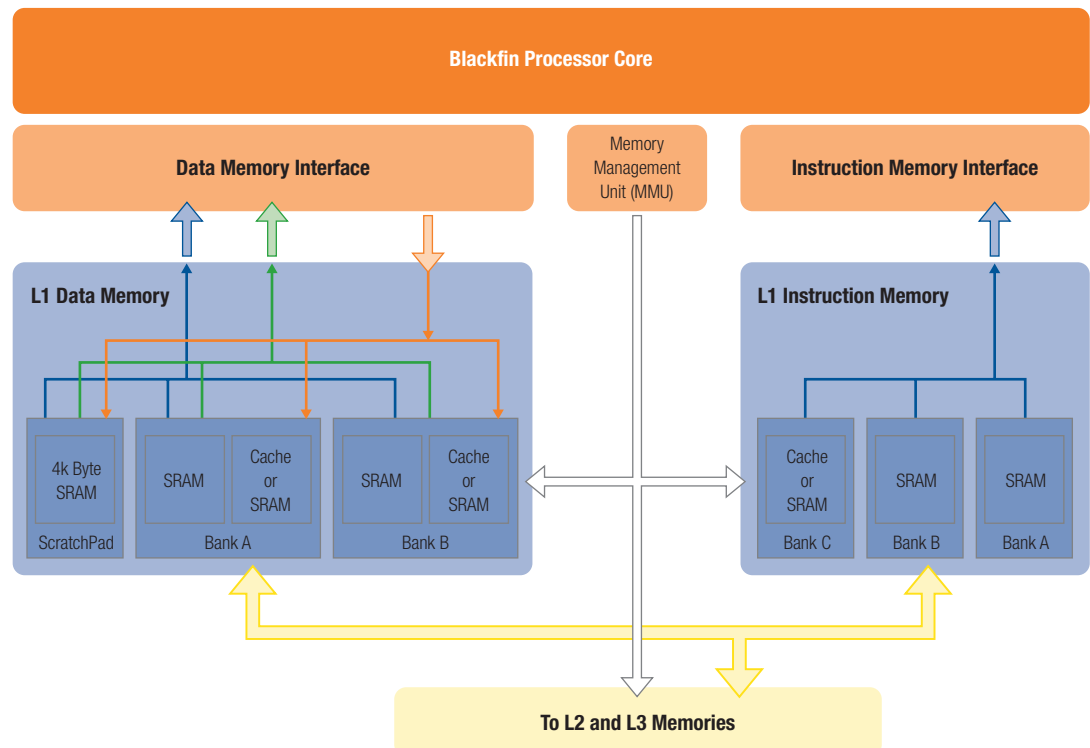 Blackfin Processor Core
Data Memory Interface
Memory
Management
Unit (MMU)
Instruction Memory Interface
L1 Data Memory
4k Byte
SRAM
ScratchPad
SRAM
Cache
or
SRAM
Bank A
SRAM
Cache
or
SRAM
Bank B
L1 Instruction Memory
Cache
or
SRAM
Bank C
SRAM
Bank B
SRAM
Bank A
To L2 and L3 Memories